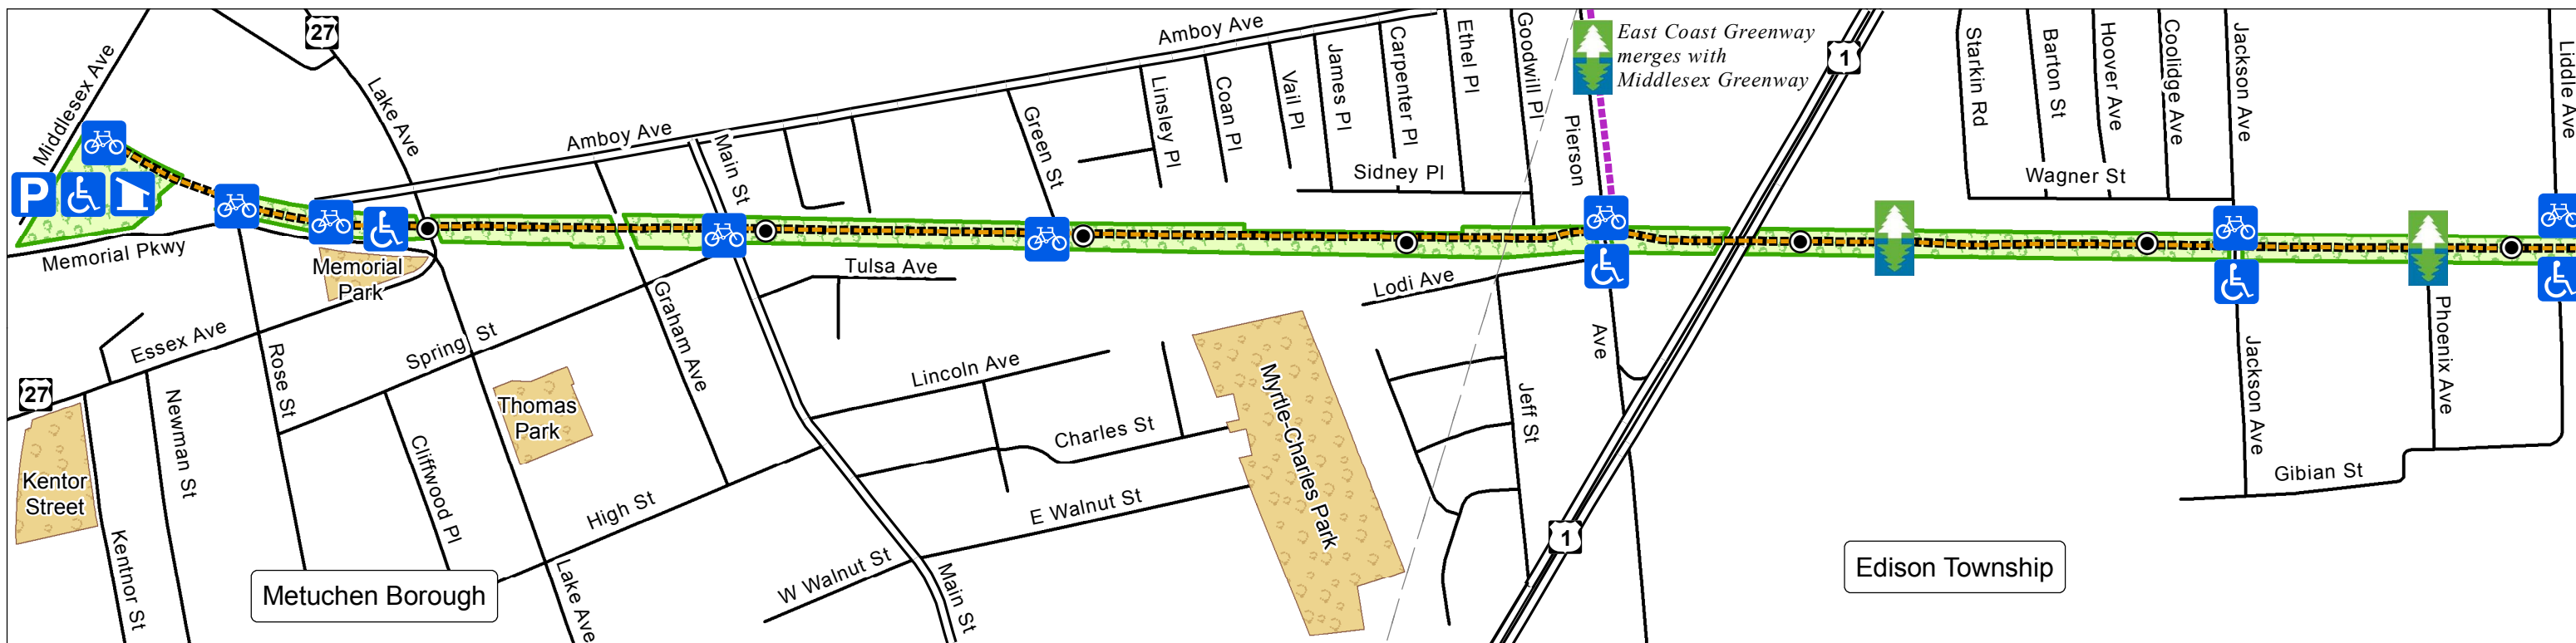 27
Middlesex Ave
Lake Ave
Amboy Ave
Amboy Ave
Main St
Green St
Linsley Pl
Coan Pl
Vail Pl
James Pl
Carpenter Pl
Ethel Pl
Goodwill Pl
Sidney Pl
Pierson
Ave
East Coast Greenway
merges with
Middlesex Greenway
1
Starkin Rd
Barton St
Hoover Ave
Coolidge Ave
Jackson Ave
Liddle Ave
Wagner St
P
Memorial Pkwy
Memorial
Park
Tulsa Ave
Lodi Ave
Essex Ave
Rose St
Spring St
Graham Ave
27
Newman St
Kentor
Street
Kentnor St
Cliffwood Pl
Thomas
Park
High St
Lake Ave
Lincoln Ave
Charles St
E Walnut St
W Walnut St
Main St
Myrtle-Charles Park
Jeff St
1
Jackson Ave
Phoenix Ave
Gibian St
Metuchen Borough
Edison Township